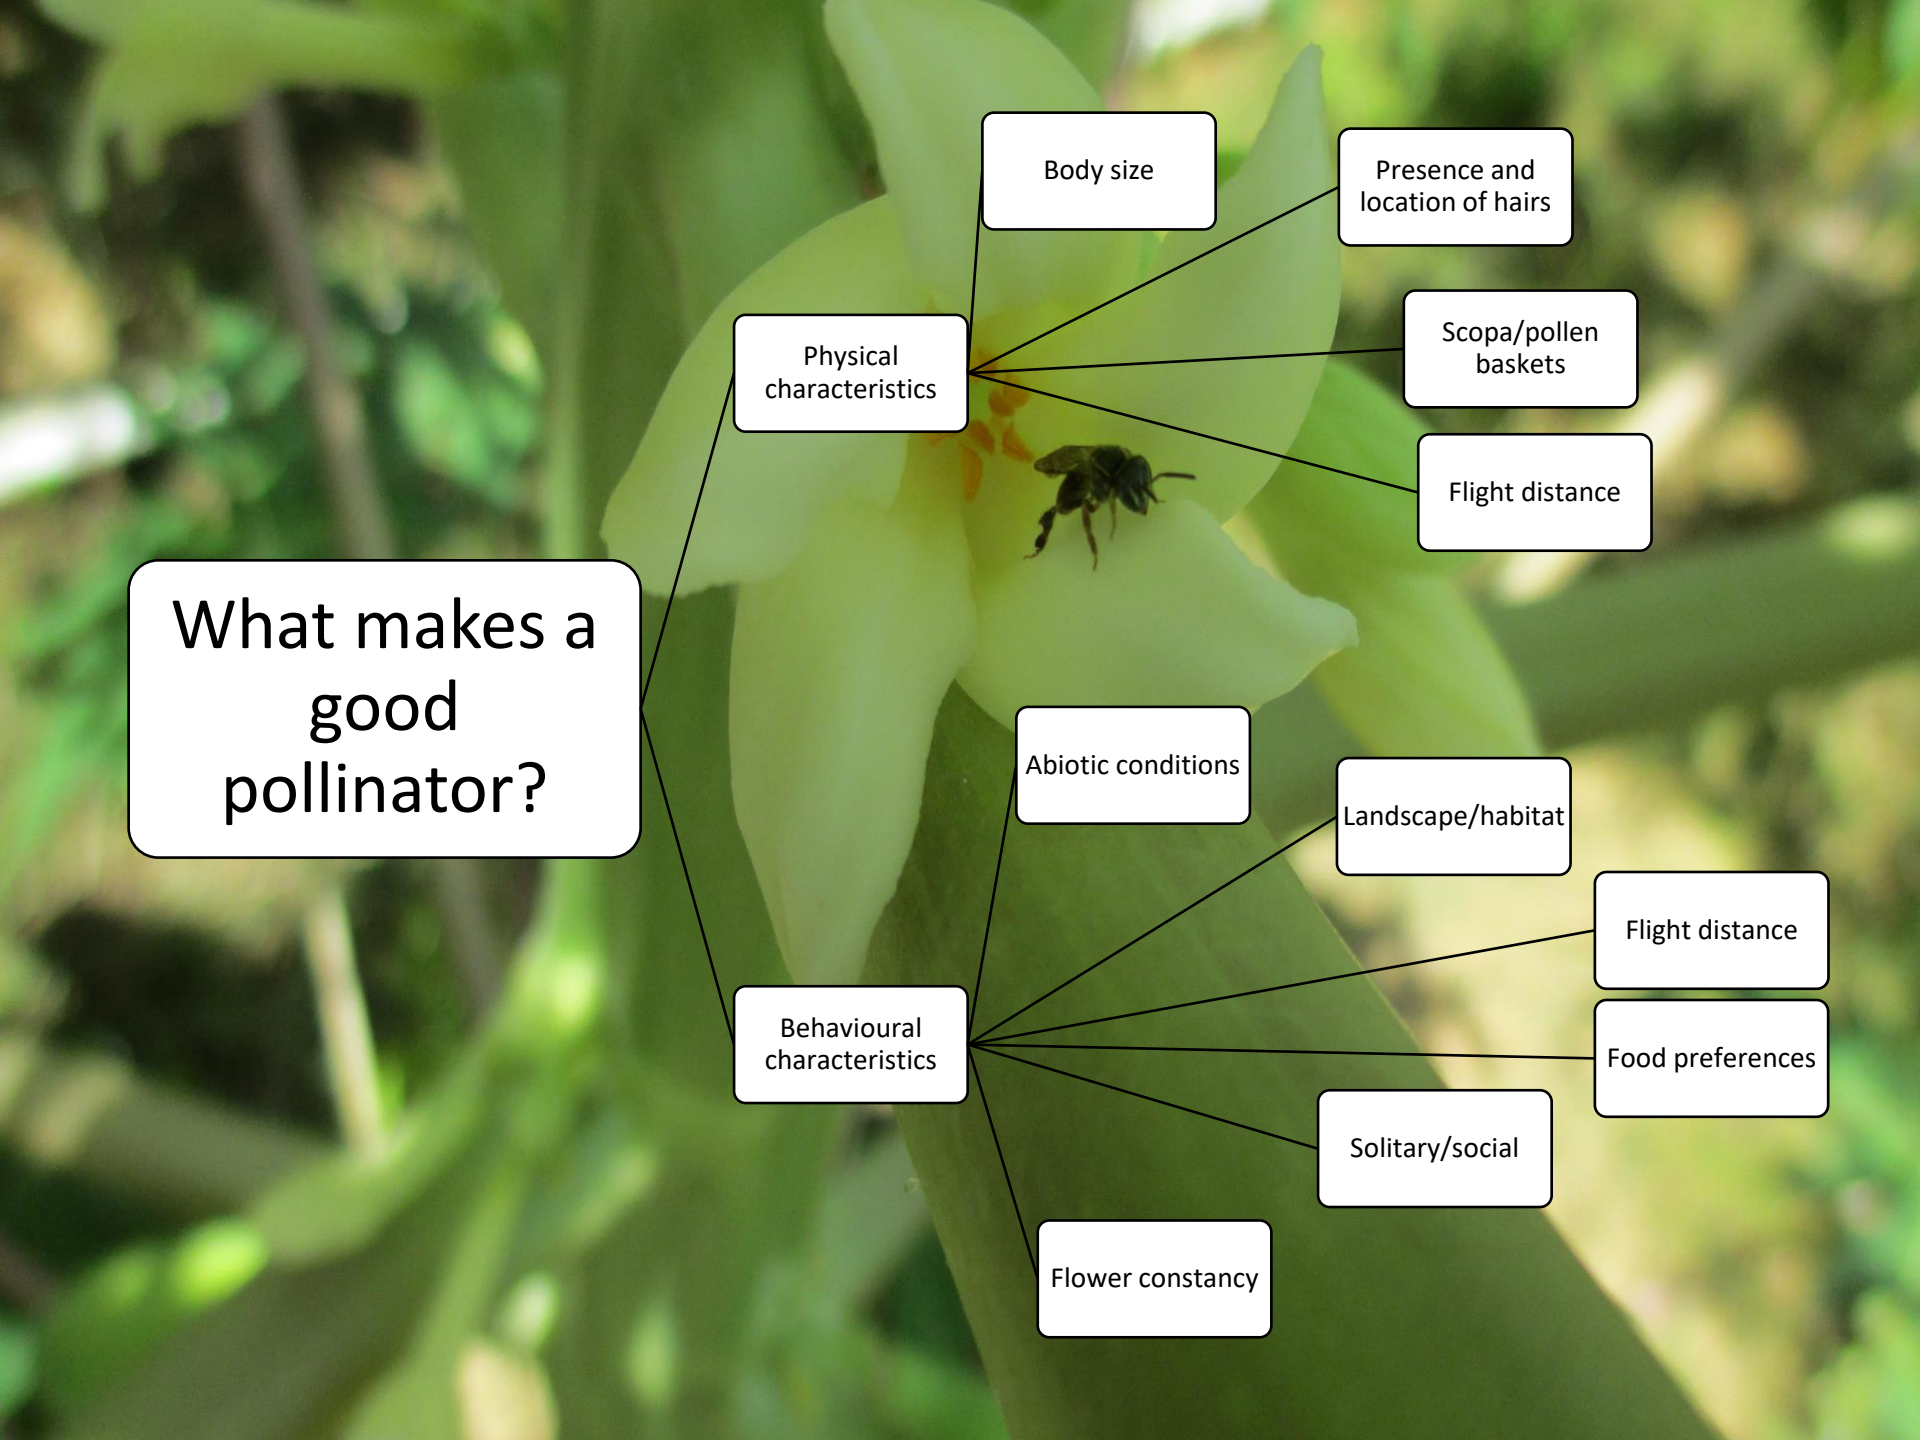 What makes a
good
pollinator?
Physical
characteristics
Body size
Presence and
location of hairs
Scopa/pollen
baskets
Flight distance
Behavioural
characteristics
Abiotic conditions
Landscape/habitat
Flight distance
Food preferences
Solitary/social
Flower constancy